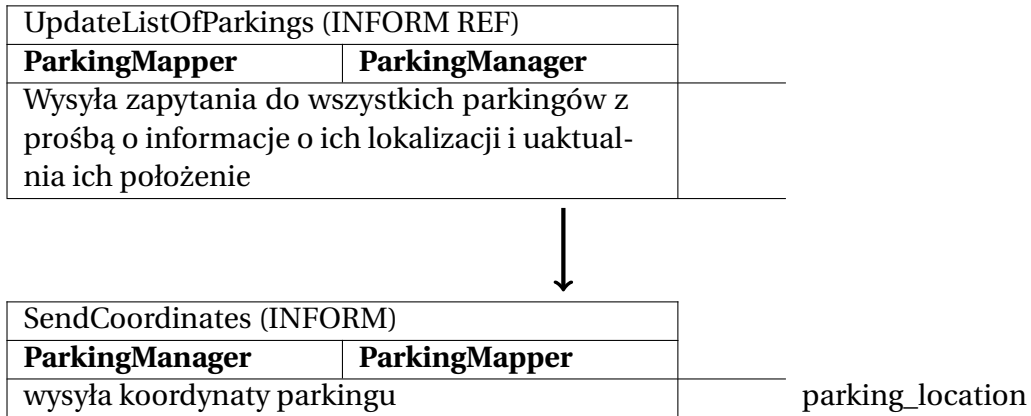 UpdateListOfParkings (INFORM REF)
ParkingMapper ParkingManager
Wysyła zapytania do wszystkich parkingów z
prośbą o informacje o ich lokalizacji i uaktual-
nia ich położenie
SendCoordinates (INFORM)
ParkingManager ParkingMapper
wysyła koordynaty parkingu parking_location